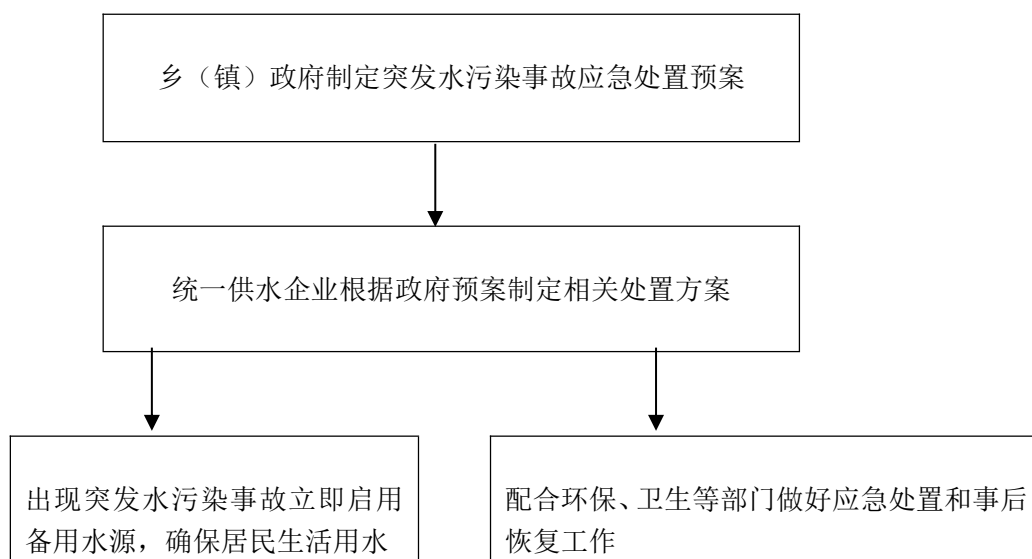 乡（镇）政府制定突发水污染事故应急处置预案
统一供水企业根据政府预案制定相关处置方案
出现突发水污染事故立即启用
备用水源，确保居民生活用水
配合环保、卫生等部门做好应急处置和事后
恢复工作